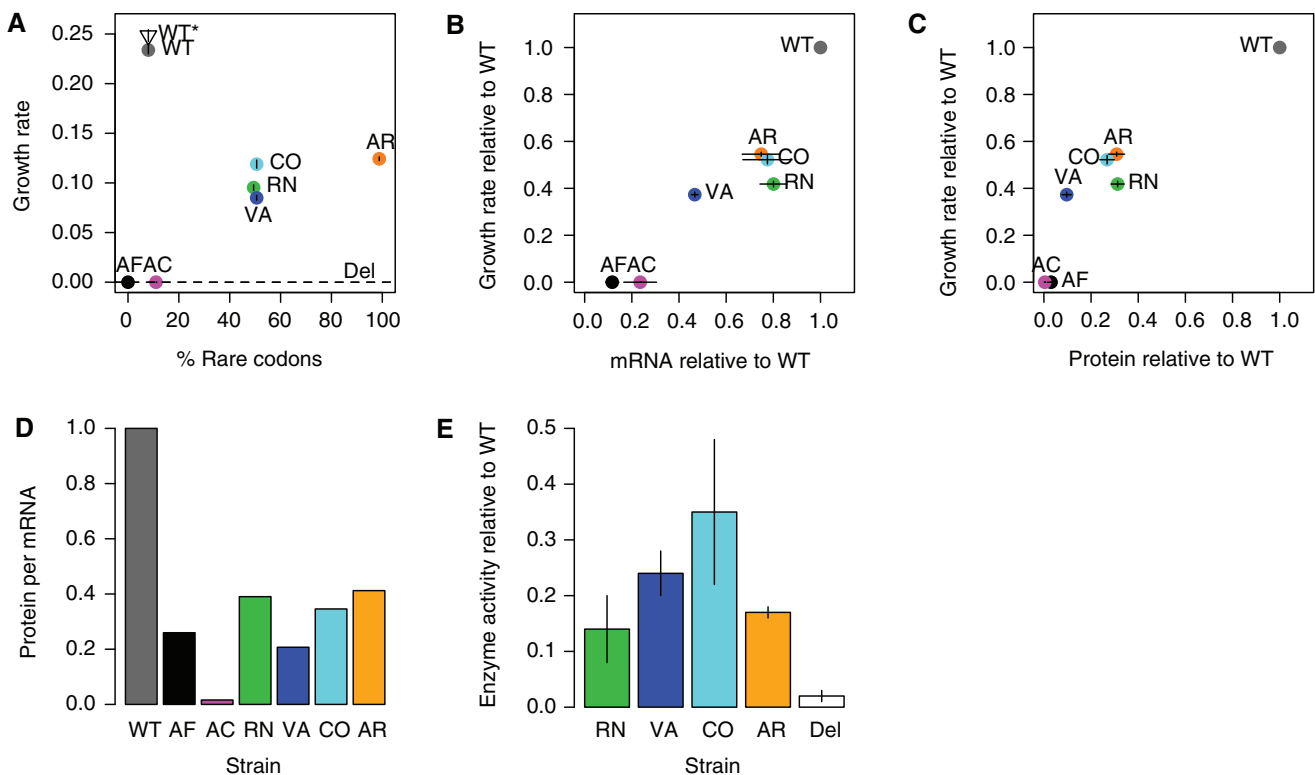 A
Growth rate
0.25
0.20
0.15
0.10
0.05
0.00
WT*
WT
AR
CO
RN
VA
AFAC
Del
0 20 40 60 80 100
% Rare codons
B
Growth rate relative to WT
1.0
0.8
0.6
0.4
0.2
0.0
WT
AR
CO
RN
VA
AFAC
0.0 0.2 0.4 0.6 0.8 1.0
mRNA relative to WT
C
Growth rate relative to WT
1.0
0.8
0.6
0.4
0.2
0.0
WT
AR
CO
VA
RN
AC
AF
0.0 0.2 0.4 0.6 0.8 1.0
Protein relative to WT
D
Protein per mRNA
1.0
0.8
0.6
0.4
0.2
0.0
WT AF AC RN VA CO AR
Strain
E
Enzyme activity relative to WT
0.5
0.4
0.3
0.2
0.1
0.0
RN VA CO AR Del
Strain